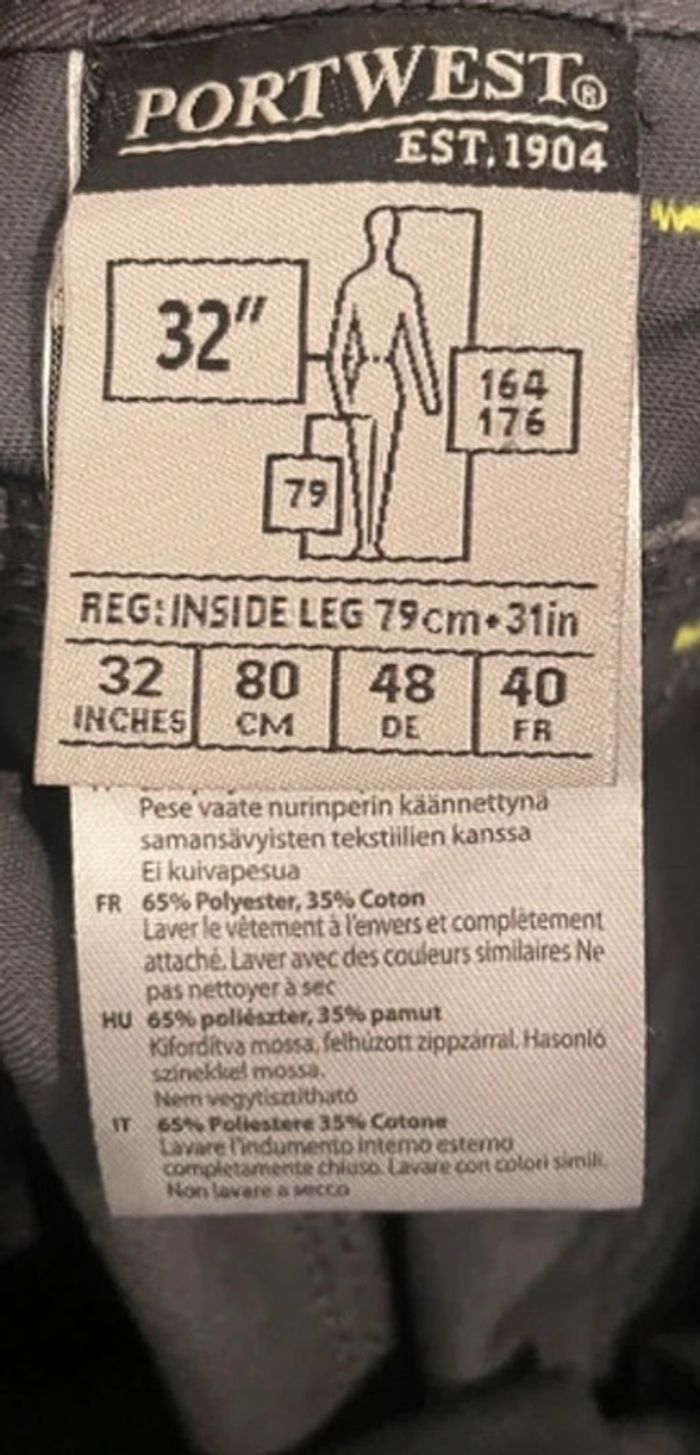 PORTWEST®
EST. 1904
32"
164
176
79
REG: INSIDE LEG 79cm•31in
32 80 48 40
INCHES CM DE FR
Pese vaate nurinperin käännettynä
samansävyisten tekstiilien kanssa
Ei kuivapesua
FR 65% Polyester, 35% Coton
Laver le vêtement à l'envers et complètement
attaché. Laver avec des couleurs similaires Ne
pas nettoyer à sec
HU 65% poliészter, 35% pamut
Kifordítva mossa, felhúzott zippzárral. Hasonló
színekkel mossa.
Nem vegytisztítható
IT 65% Poliestere 35% Cotone
Lavare l'indumento interno esterno
completamente chiuso. Lavare con colori simili.
Non lavare a secco